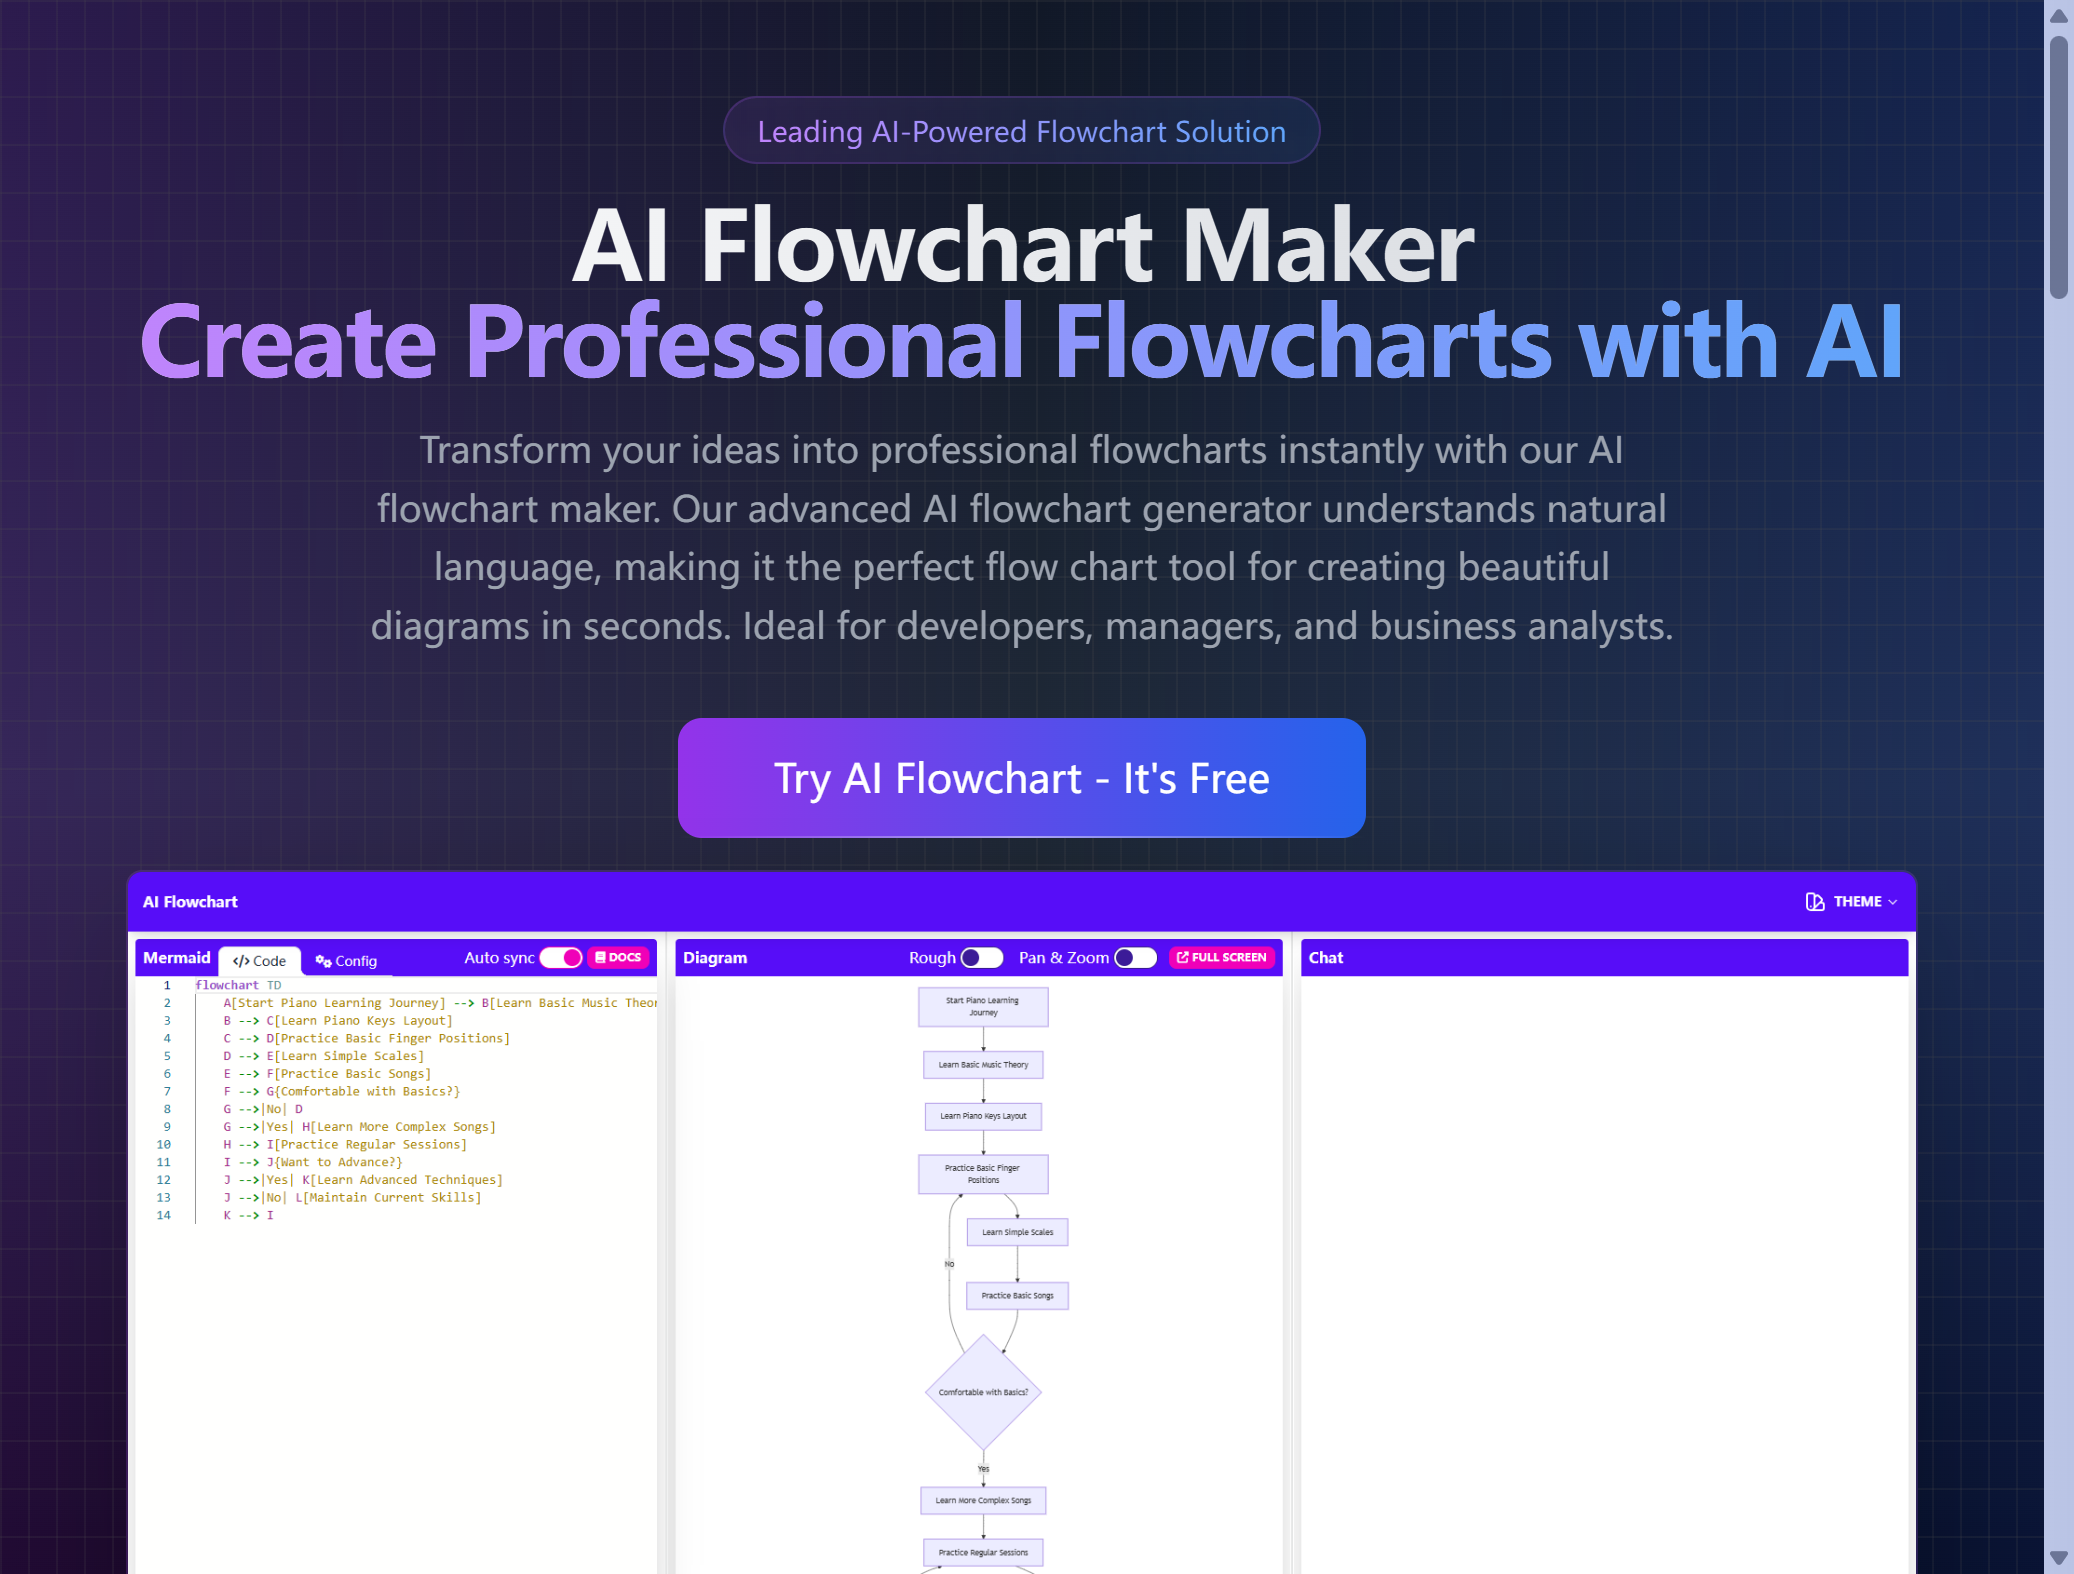 Leading AI-Powered Flowchart Solution
AI Flowchart Maker
Create Professional Flowcharts with AI
Transform your ideas into professional flowcharts instantly with our AI
flowchart maker. Our advanced AI flowchart generator understands natural
language, making it the perfect flow chart tool for creating beautiful
diagrams in seconds. Ideal for developers, managers, and business analysts.
Try AI Flowchart - It's Free
AI Flowchart
THEME
Mermaid
</> Code
Config
Auto sync
DOCS
1 flowchart TD
2 A[Start Piano Learning Journey] --> B[Learn Basic Music Theor
3 B --> C[Learn Piano Keys Layout]
4 C --> D[Practice Basic Finger Positions]
5 D --> E[Learn Simple Scales]
6 E --> F[Practice Basic Songs]
7 F --> G{Comfortable with Basics?}
8 G -->|No| D
9 G -->|Yes| H[Learn More Complex Songs]
10 H --> I[Practice Regular Sessions]
11 I --> J{Want to Advance?}
12 J -->|Yes| K[Learn Advanced Techniques]
13 J -->|No| L[Maintain Current Skills]
14 K --> I
Diagram
Rough
Pan & Zoom
FULL SCREEN
Start Piano Learning
Journey
Learn Basic Music Theory
Learn Piano Keys Layout
Practice Basic Finger
Positions
Learn Simple Scales
No
Practice Basic Songs
Comfortable with Basics?
Yes
Learn More Complex Songs
Practice Regular Sessions
Chat